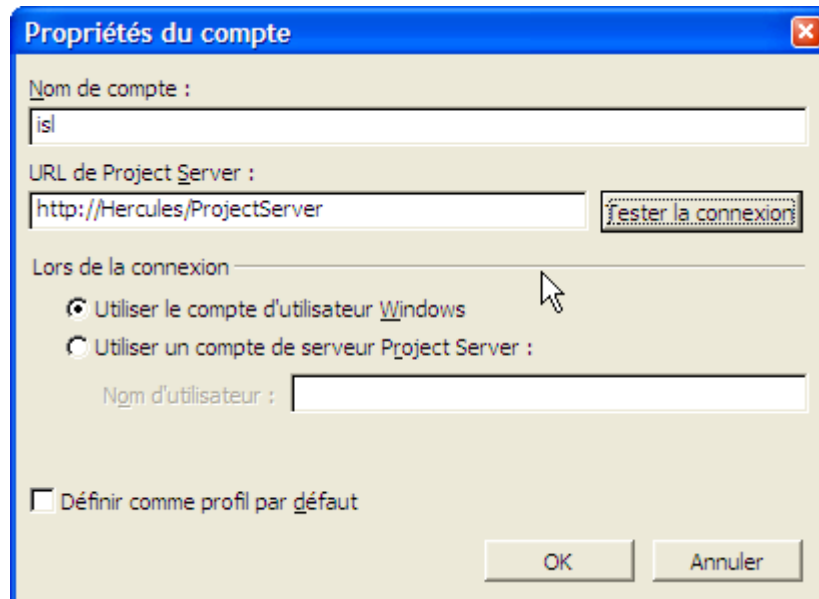 Propriétés du compte
Nom de compte :
isl
URL de Project Server :
http://Hercules/ProjectServer
Tester la connexion
Lors de la connexion
Utiliser le compte d'utilisateur Windows
Utiliser un compte de serveur Project Server :
Nom d'utilisateur :
Définir comme profil par défaut
OK Annuler